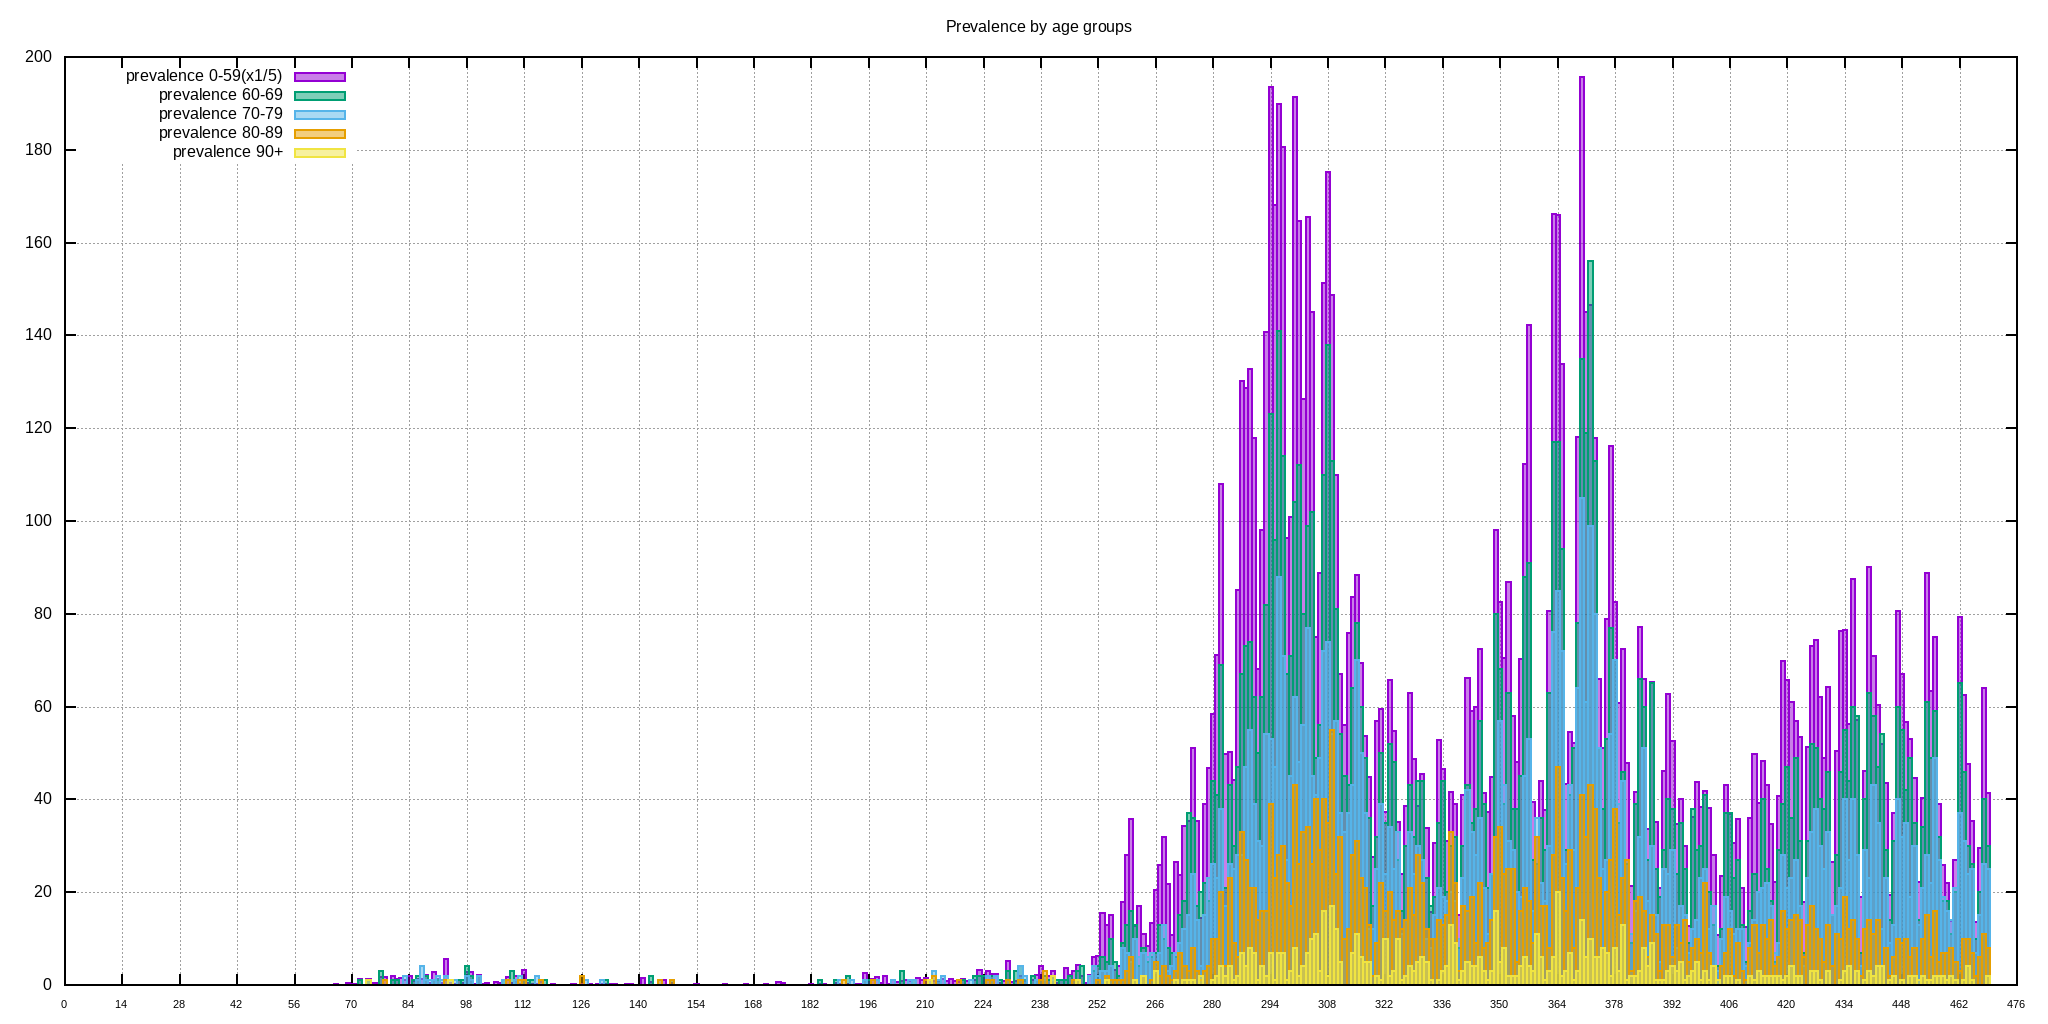 Prevalence by age groups
200
prevalence 0-59(x1/5)
prevalence 60-69
prevalence 70-79
prevalence 80-89
prevalence 90+
180
160
140
120
100
80
60
40
20
0
0 14 28 42 56 70 84 98 112 126 140 154 168 182 196 210 224 238 252 266 280 294 308 322 336 350 364 378 392 406 420 434 448 462 476